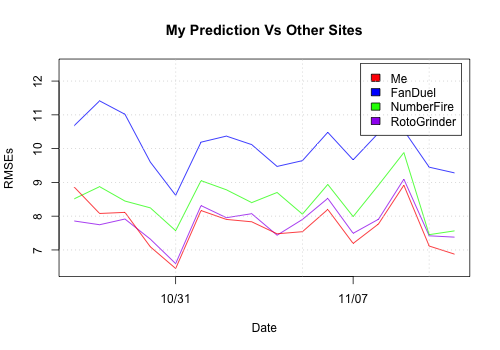 My Prediction Vs Other Sites
RMSEs
12
11
10
9
8
7
Me
FanDuel
NumberFire
RotoGrinder
10/31
11/07
Date